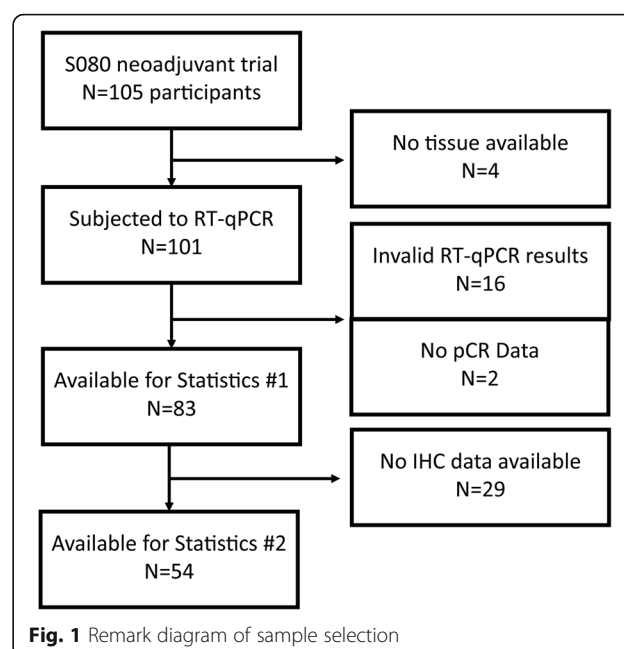 S080 neoadjuvant trial
N=105 participants
No tissue available
N=4
Subjected to RT-qPCR
N=101
Invalid RT-qPCR results
N=16
No pCR Data
N=2
Available for Statistics #1
N=83
No IHC data available
N=29
Available for Statistics #2
N=54
Fig. 1 Remark diagram of sample selection